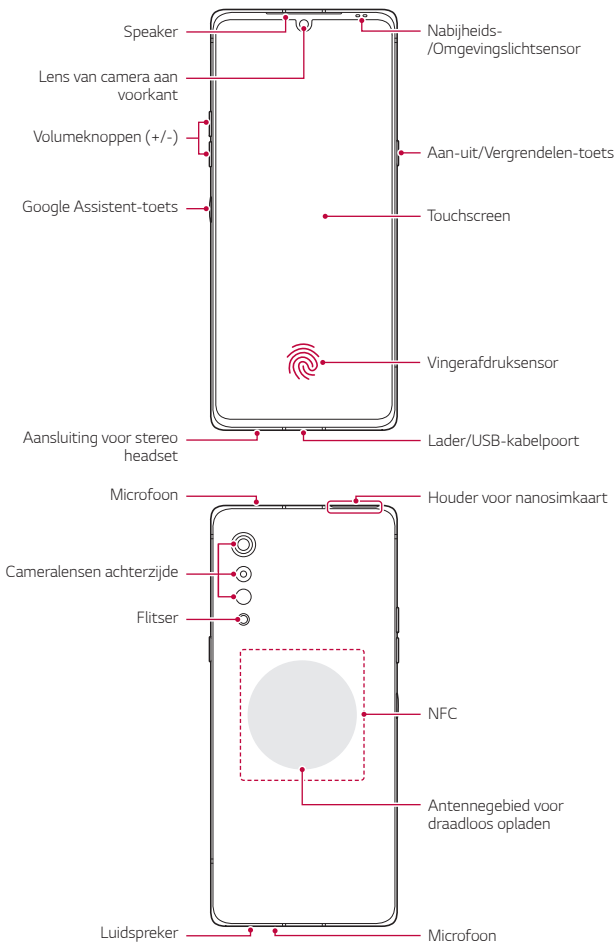 Speaker
Nabijheids-
/Omgevingslichtsensor
Lens van camera aan
voorkant
Volumeknoppen (+/-)
Aan-uit/Vergrendelen-toets
Google Assistent-toets
Touchscreen
Vingerafdruksensor
Aansluiting voor stereo
headset
Lader/USB-kabelpoort
Microfoon
Houder voor nanosimkaart
Cameralensen achterzijde
Flitser
NFC
Antennegebied voor
draadloos opladen
Luidspreker
Microfoon